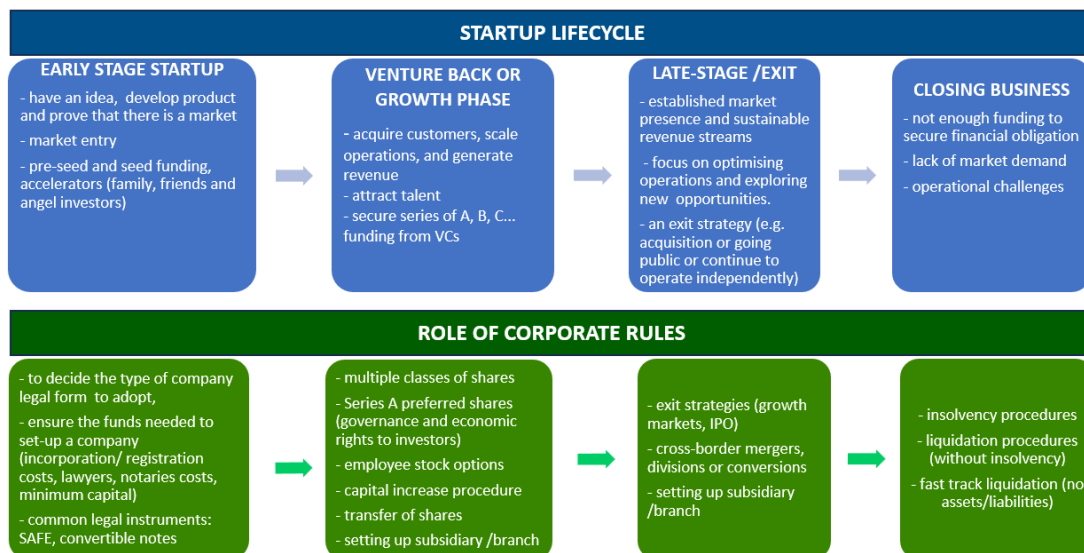 STARTUP LIFECYCLE
EARLY STAGE STARTUP
- have an idea, develop product
and prove that there is a market
- market entry
- pre-seed and seed funding,
accelerators (family, friends and
angel investors)
VENTURE BACK OR
GROWTH PHASE
- acquire customers, scale
operations, and generate
revenue
- attract talent
- secure series of A, B, C...
funding from VCs
LATE-STAGE /EXIT
- established market
presence and sustainable
revenue streams
- focus on optimising
operations and exploring
new opportunities.
- an exit strategy (e.g.
acquisition or going
public or continue to
operate independently)
CLOSING BUSINESS
- not enough funding to
secure financial obligation
- lack of market demand
- operational challenges
ROLE OF CORPORATE RULES
- to decide the type of company
legal form to adopt,
- ensure the funds needed to
set-up a company
(incorporation/ registration
costs, lawyers, notaries costs,
minimum capital)
- common legal instruments:
SAFE, convertible notes
- multiple classes of shares
- Series A preferred shares
(governance and economic
rights to investors)
- employee stock options
- capital increase procedure
- transfer of shares
- setting up subsidiary /branch
- exit strategies (growth
markets, IPO)
- cross-border mergers,
divisions or conversions
- setting up subsidiary
/branch
- insolvency procedures
- liquidation procedures
(without insolvency)
- fast track liquidation (no
assets/liabilities)